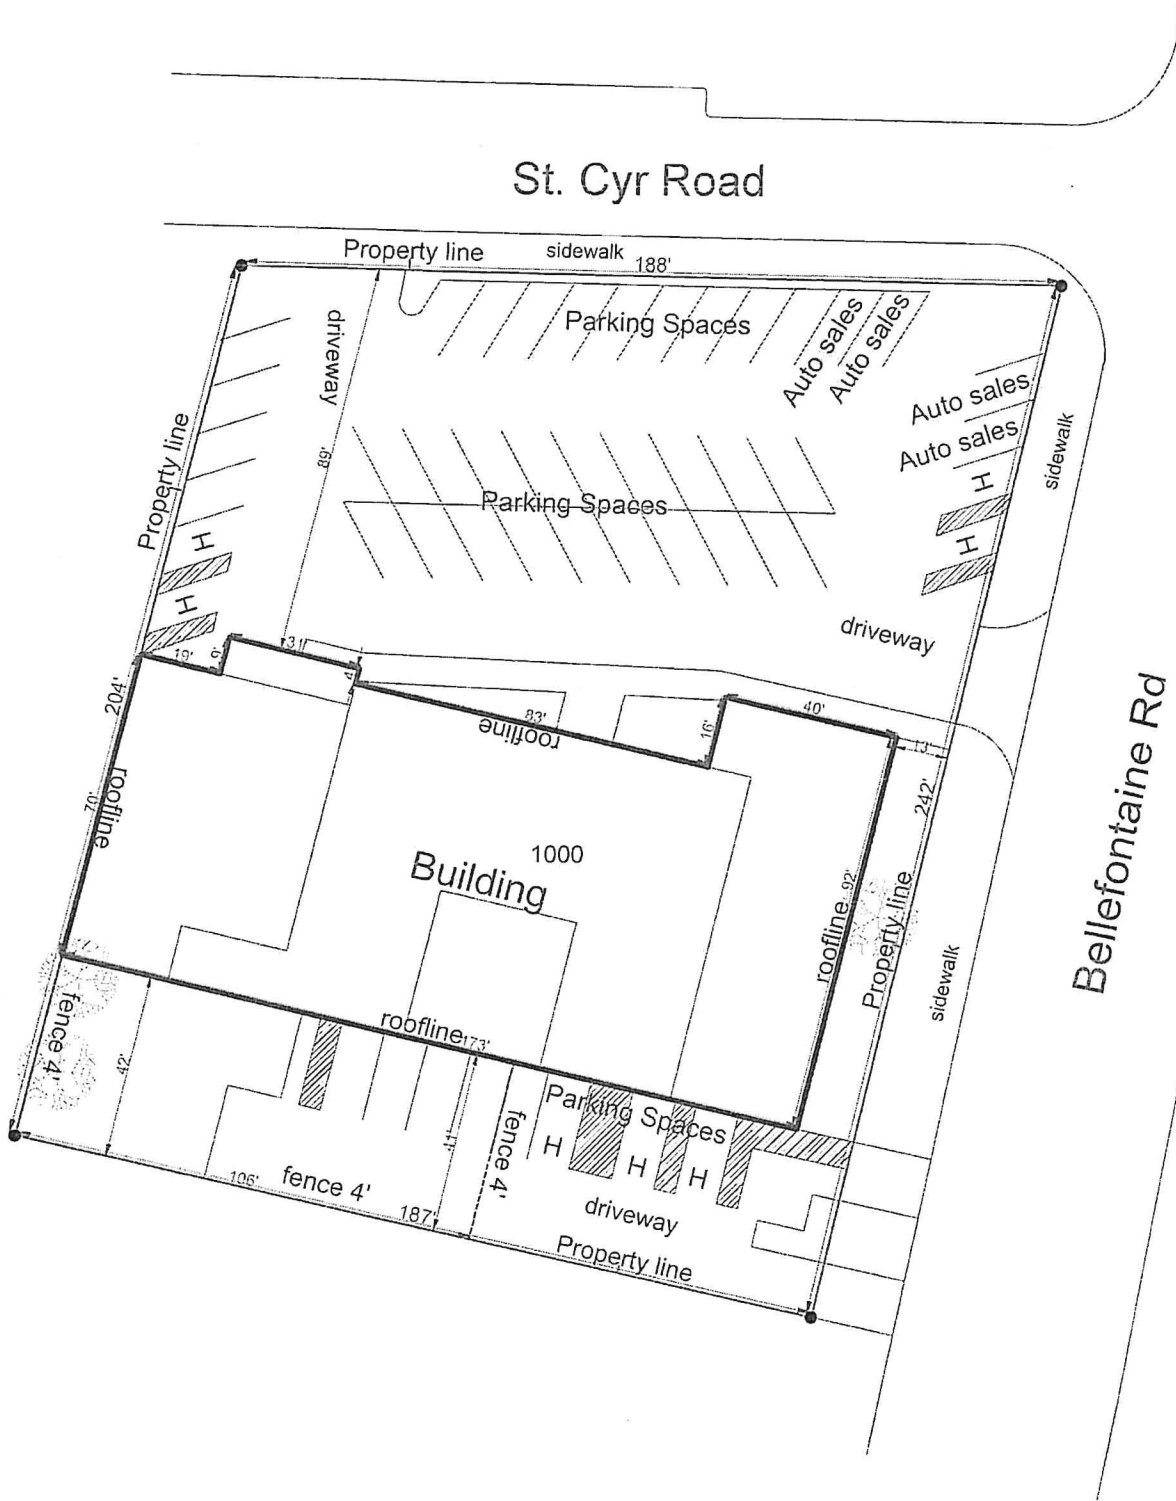 St. Cyr Road
Property line
sidewalk
188'
driveway
Parking Spaces
Auto sales
Auto sales
Auto sales
Auto sales
sidewalk
Property line
89'
Parking Spaces
H
H
H
H
driveway
19'
9'
31'
4'
204'
83'
roofline
16'
40'
13'
242'
Bellefontaine Rd
roofline
70'
1000
Building
roofline
92'
Property line
sidewalk
fence 4'
42'
roofline
173'
41'
fence 4'
Parking Spaces
H
H
H
driveway
106'
fence 4'
187'
Property line